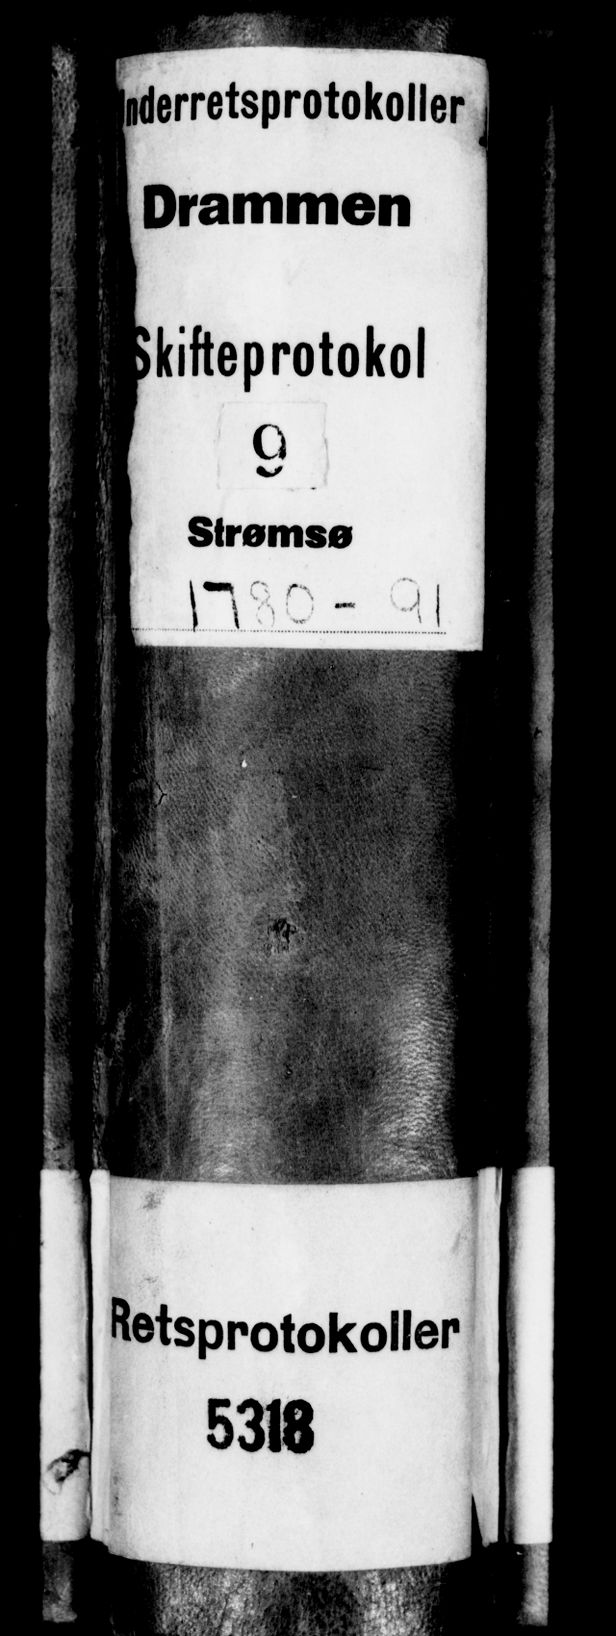 Underretsprotokoller
Drammen
Skifteprotokol
9
Strømsø
1780 - 91
Retsprotokoller
5318